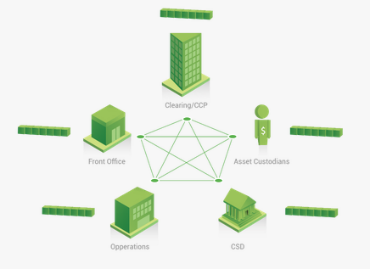 Clearing/CCP
Front Office
$
Asset Custodians
Opperations
CSD